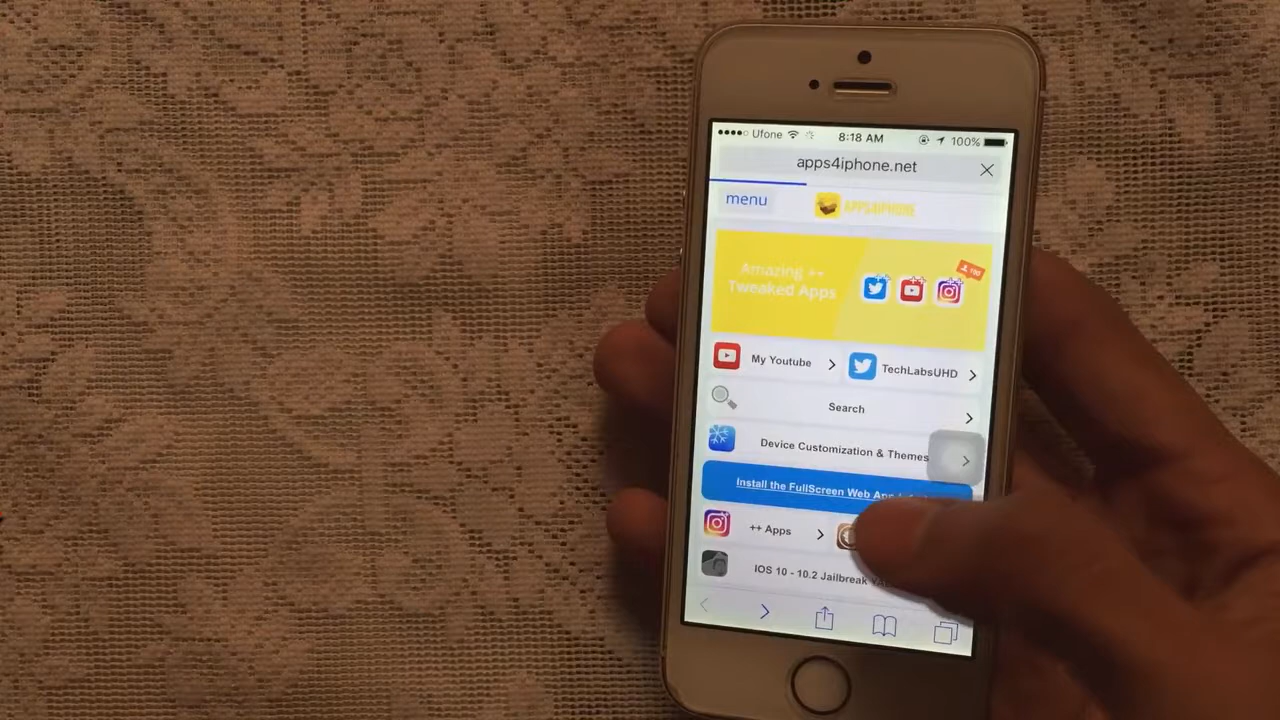 Ufone 8:18 AM 100%
apps4iphone.net
menu APPS4IPHONE
Amazing ++
Tweaked Apps
My Youtube TechLabsUHD
Search
Device Customization & Themes
Install the FullScreen Web App
++ Apps
IOS 10 - 10.2 Jailbreak